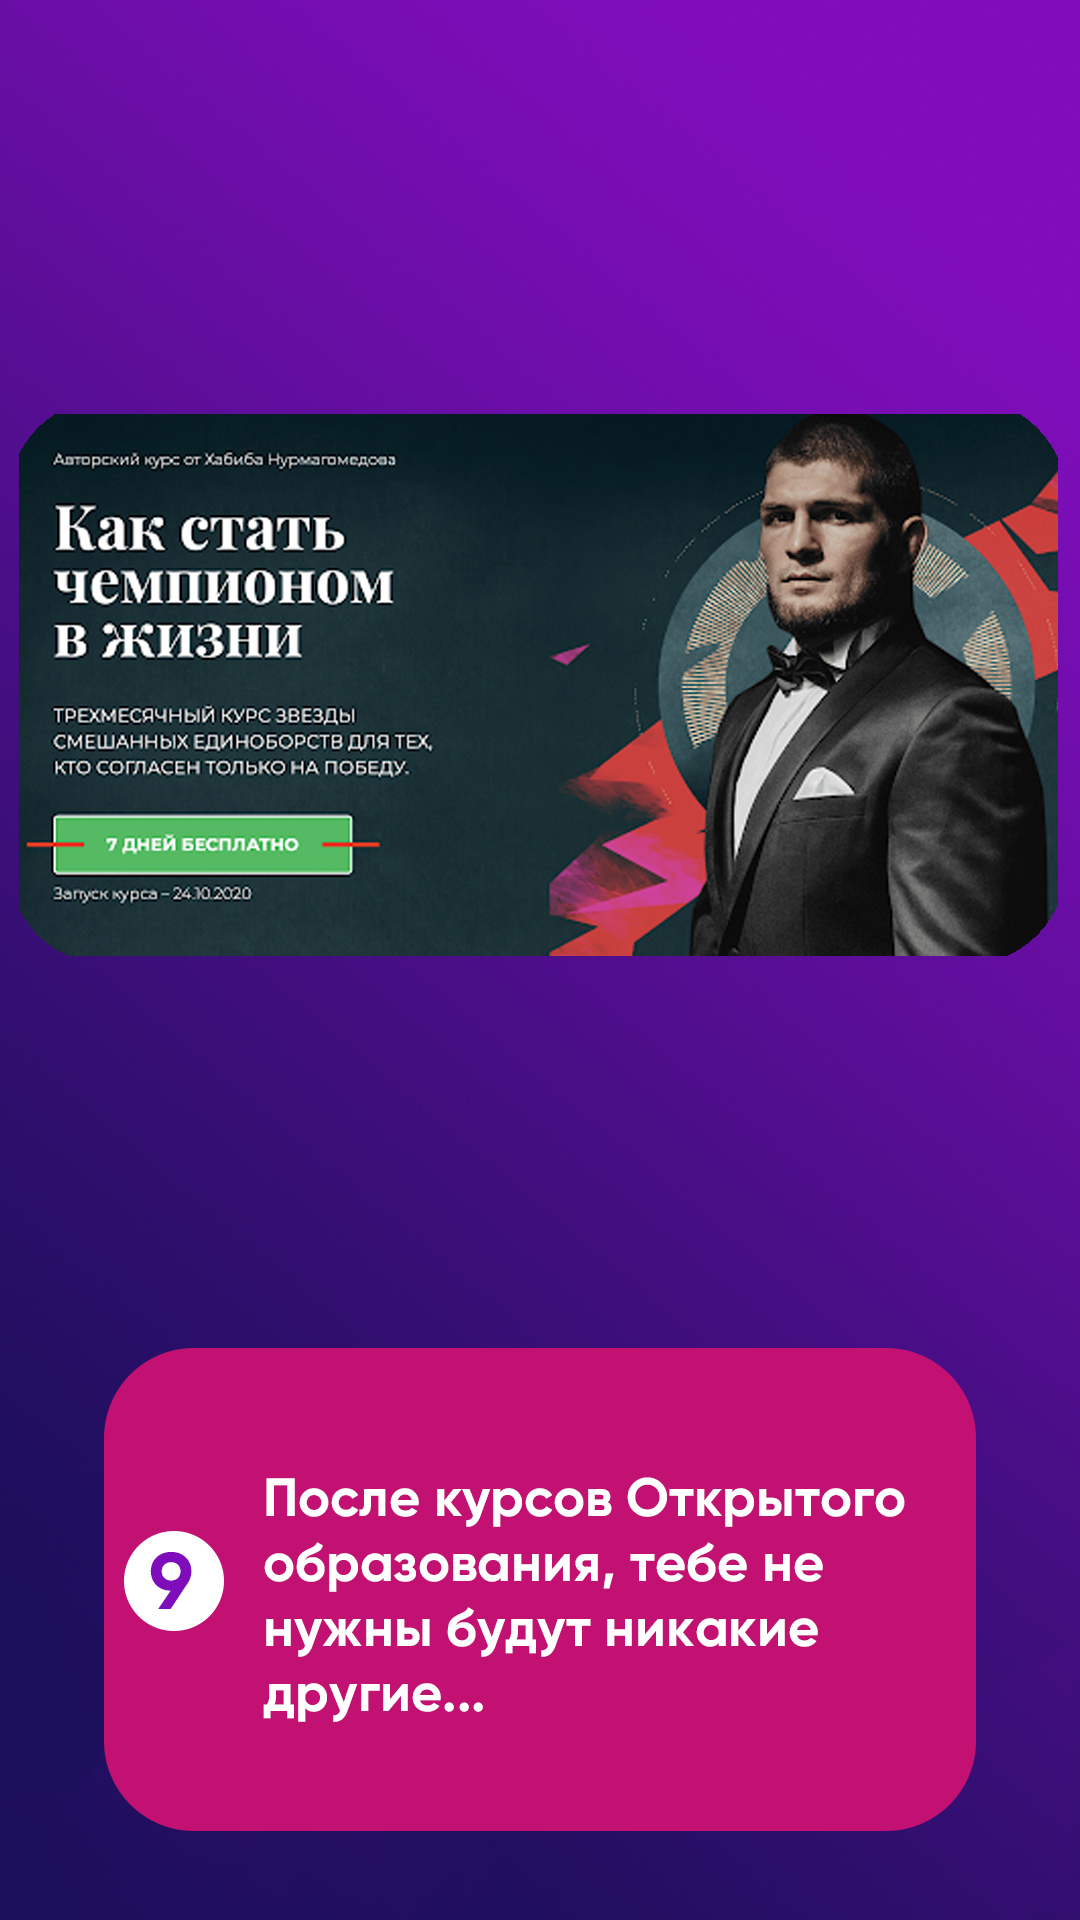 Авторский курс от Хабиба Нурмагомедова
Как стать
чемпионом
в жизни
ТРЕХМЕСЯЧНЫЙ КУРС ЗВЕЗДЫ
СМЕШАННЫХ ЕДИНОБОРСТВ ДЛЯ ТЕХ,
КТО СОГЛАСЕН ТОЛЬКО НА ПОБЕДУ.
7 ДНЕЙ БЕСПЛАТНО
Запуск курса – 24.10.2020
9
После курсов Открытого
образования, тебе не
нужны будут никакие
другие...